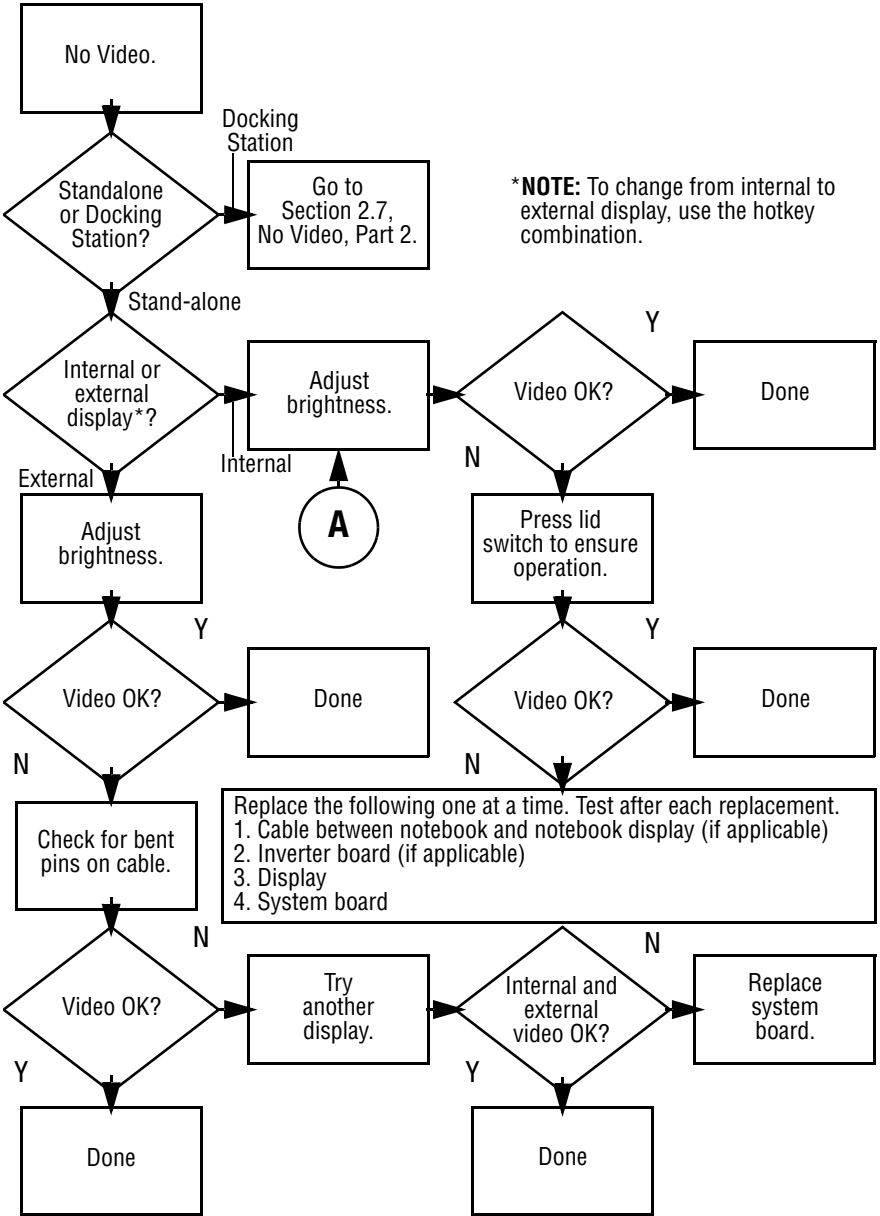 No Video.
Docking
Station
Standalone
or Docking
Station?
Go to
Section 2.7,
No Video, Part 2.
*NOTE: To change from internal to
external display, use the hotkey
combination.
Stand-alone
Internal or
external
display*?
Internal
Adjust
brightness.
A
Video OK?
Y
Done
N
Press lid
switch to ensure
operation.
External
Adjust
brightness.
Video OK?
Y
Done
N
Video OK?
Y
Done
N
Check for bent
pins on cable.
Replace the following one at a time. Test after each replacement.
1. Cable between notebook and notebook display (if applicable)
2. Inverter board (if applicable)
3. Display
4. System board
Video OK?
N
Try
another
display.
Internal and
external
video OK?
N
Replace
system
board.
Y
Done
Y
Done